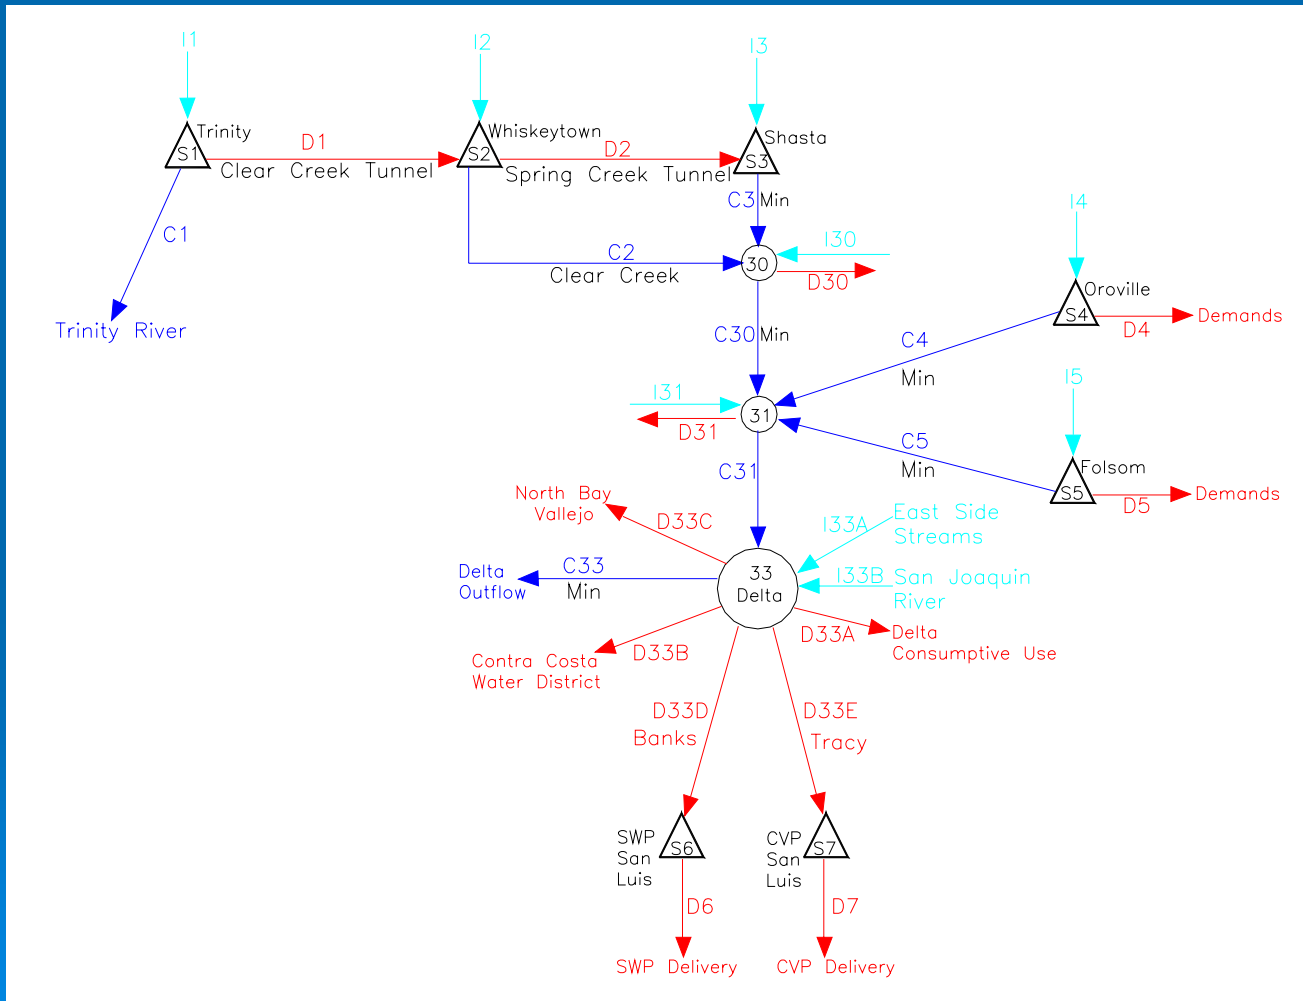 I1
I2
I3
Trinity
S1
D1
Clear Creek Tunnel
Whiskeytown
S2
D2
Spring Creek Tunnel
Shasta
S3
C3 Min
C1
Trinity River
C2
Clear Creek
30
I30
D30
I4
Oroville
S4
D4
Demands
C30 Min
C4
Min
I31
31
D31
I5
Folsom
S5
D5
Demands
C5
Min
C31
North Bay
Vallejo
D33C
I33A
East Side
Streams
Delta
Outflow
C33
Min
33
Delta
I33B
San Joaquin
River
D33A
Delta
Consumptive Use
D33B
Contra Costa
Water District
D33D
Banks
D33E
Tracy
SWP
San
Luis
S6
CVP
San
Luis
S7
D6
D7
SWP Delivery
CVP Delivery